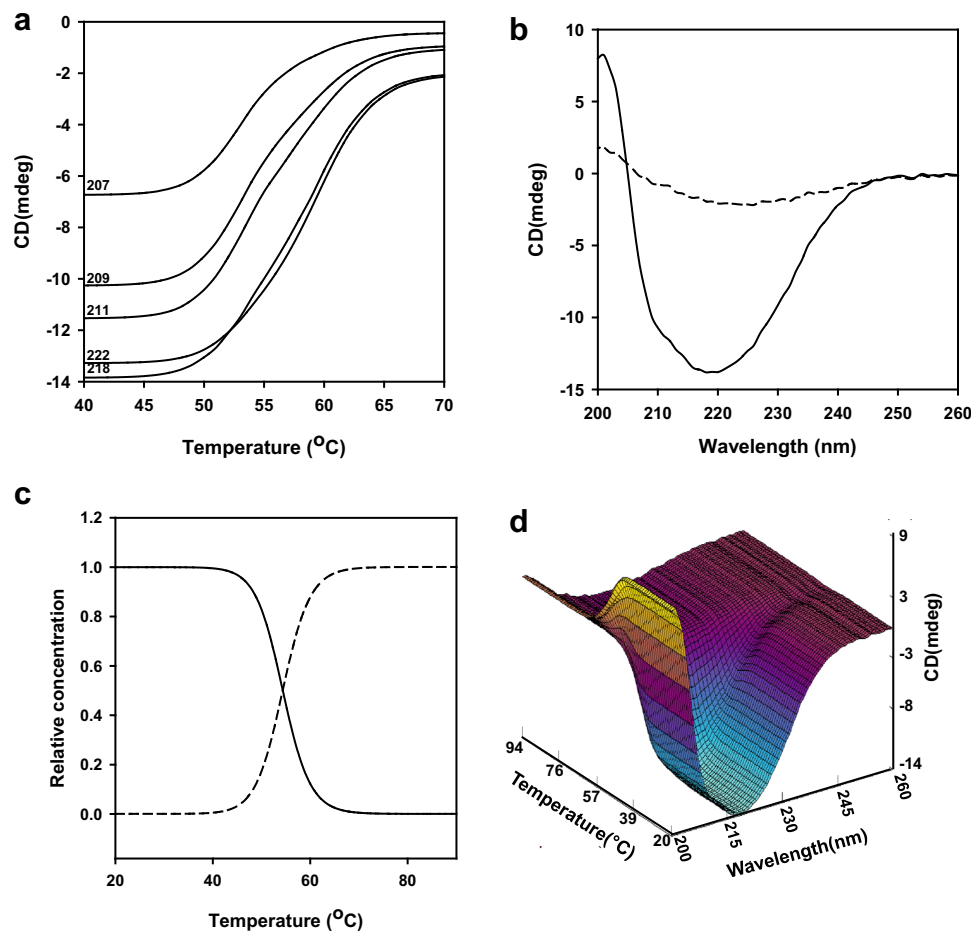 a
0
-2
-4
-6
-8
-10
-12
-14
CD(mdeg)
207
209
211
222
218
40 45 50 55 60 65 70
Temperature (ºC)
b
10
5
0
-5
-10
-15
CD(mdeg)
200 210 220 230 240 250 260
Wavelength (nm)
c
1.2
1.0
0.8
0.6
0.4
0.2
0.0
Relative concentration
20 40 60 80
Temperature (ºC)
d
9
3
-3
-8
-14
CD(mdeg)
94 76 57 39 20
Temperature(°C)
200 215 230 245 260
Wavelength(nm)